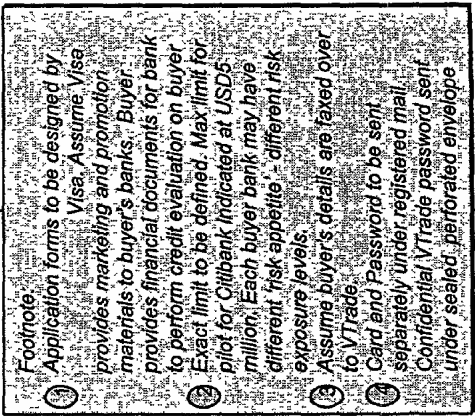 Footnote
1 Application forms to be designed by
Visa. Assume Visa
provides marketing and promotion
materials to buyer's banks. Buyer
provides financial documents for bank
to perform credit evaluation on buyer
2 Exact limit to be defined. Max limit for
pilot for Citibank indicated at USD5
million. Each buyer bank may have
different risk appetite - different risk
exposure levels.
3 Assume buyer's details are faxed over
to VTrade.
4 Card and Password to be sent
separately under registered mail.
Confidential VTrade password sent
under sealed perforated envelope